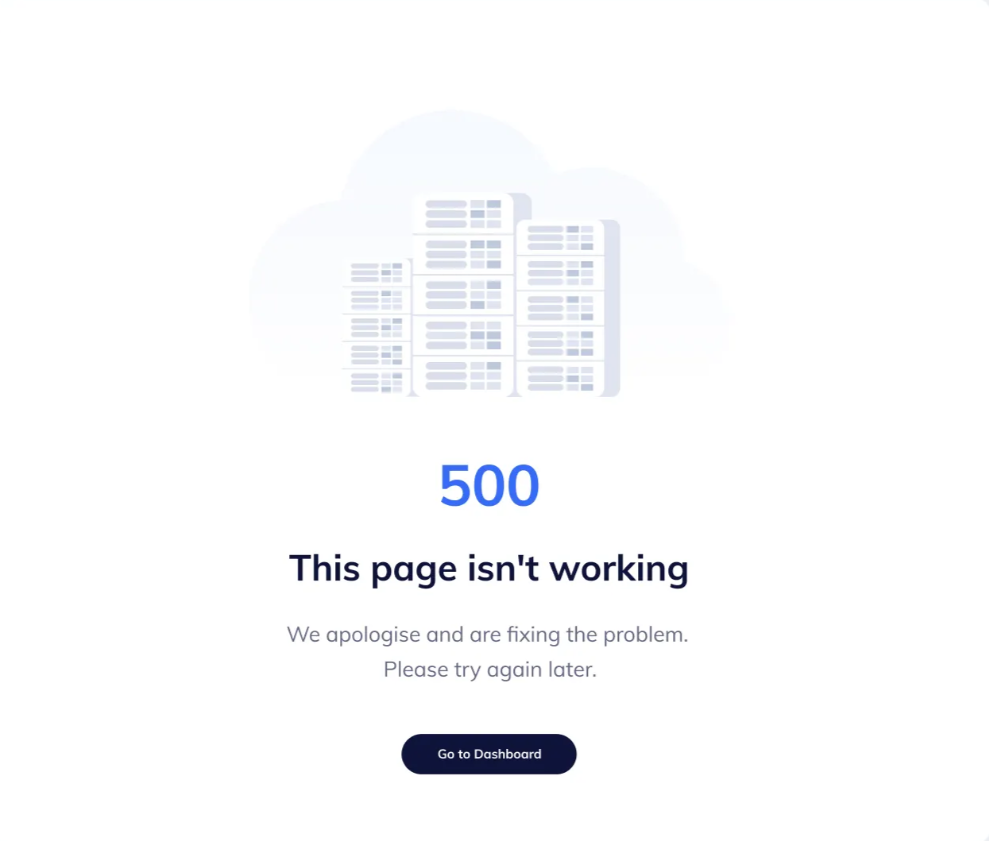 500
This page isn't working
We apologise and are fixing the problem.
Please try again later.
Go to Dashboard